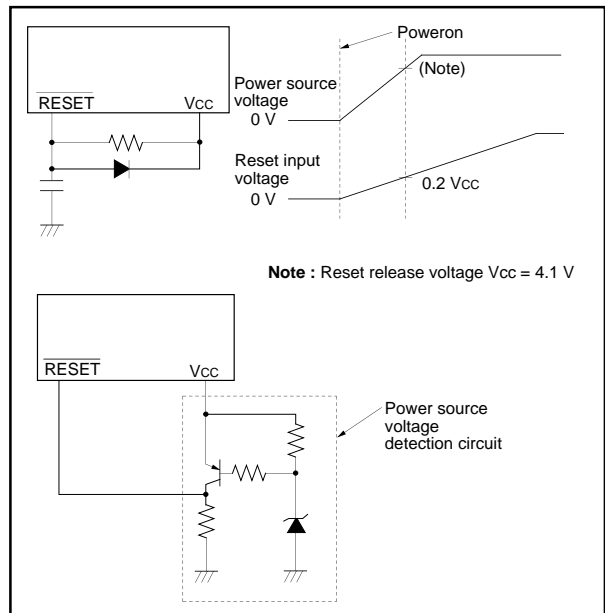 Poweron
(Note)
RESET
VCC
Power source
voltage
0 V
Reset input
voltage
0 V
0.2 VCC
Note : Reset release voltage Vcc = 4.1 V
RESET
VCC
Power source
voltage
detection circuit